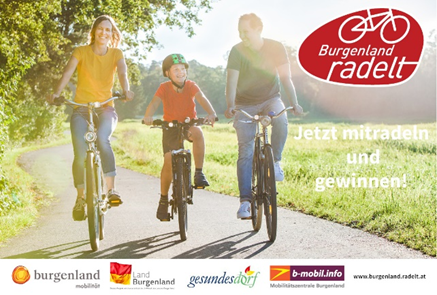 Burgenland
radelt
Jetzt mitradeln
und
gewinnen!
burgenland
mobilität
Land
Burgenland
gesundesdorf
b-mobil.info
Mobilitätszentrale Burgenland
www.burgenland.radelt.at